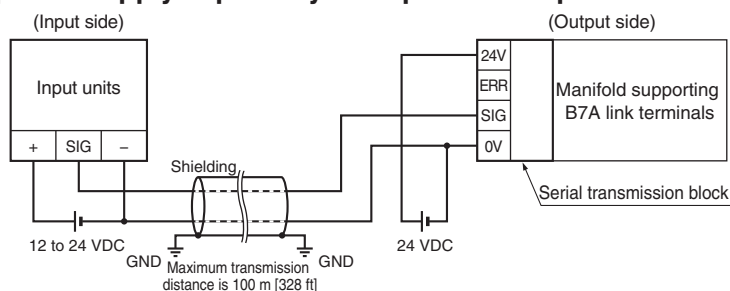 (Input side)
(Output side)
Input units
+ SIG –
24V
ERR
SIG
0V
Manifold supporting
B7A link terminals
Shielding
Serial transmission block
12 to 24 VDC
GND
GND
24 VDC
Maximum transmission
distance is 100 m [328 ft]